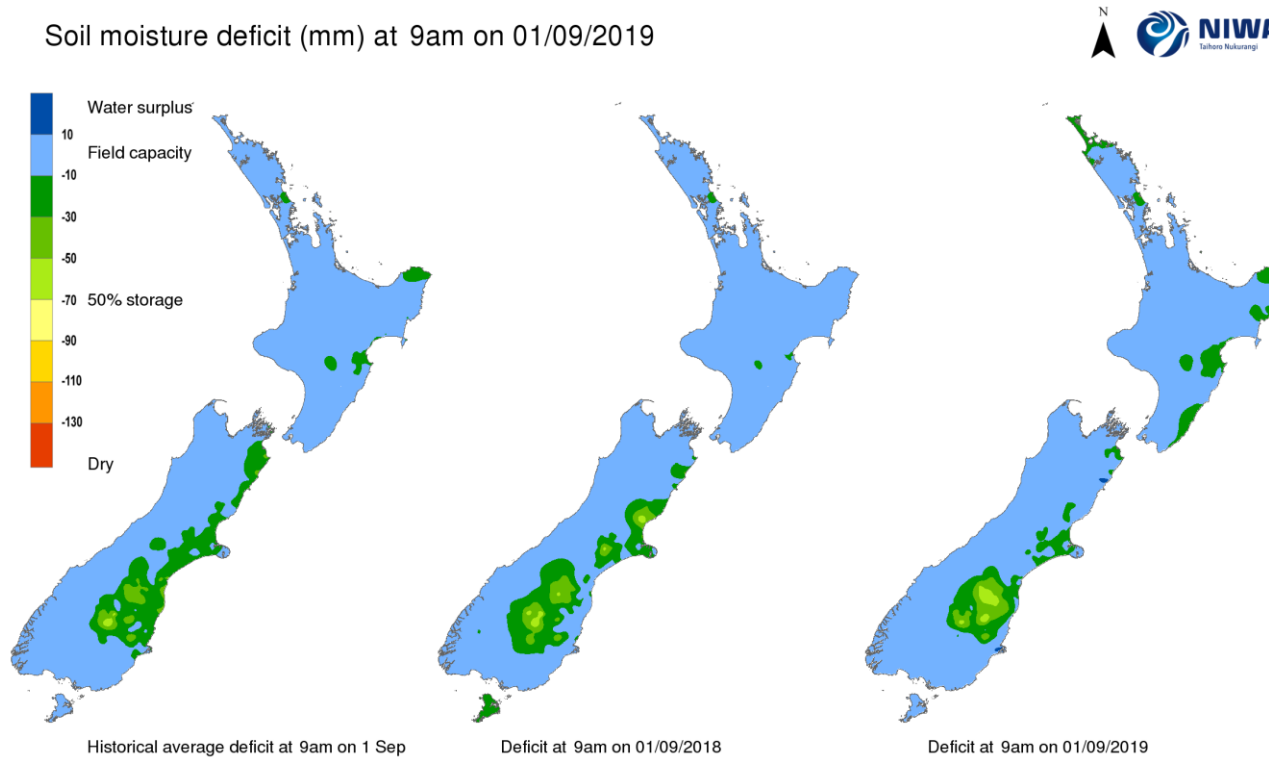 Soil moisture deficit (mm) at 9am on 01/09/2019
N
NIWA
Taihoro Nukurangi
Water surplus
10
Field capacity
-10
-30
-50
-70
50% storage
-90
-110
-130
Dry
Historical average deficit at 9am on 1 Sep
Deficit at 9am on 01/09/2018
Deficit at 9am on 01/09/2019